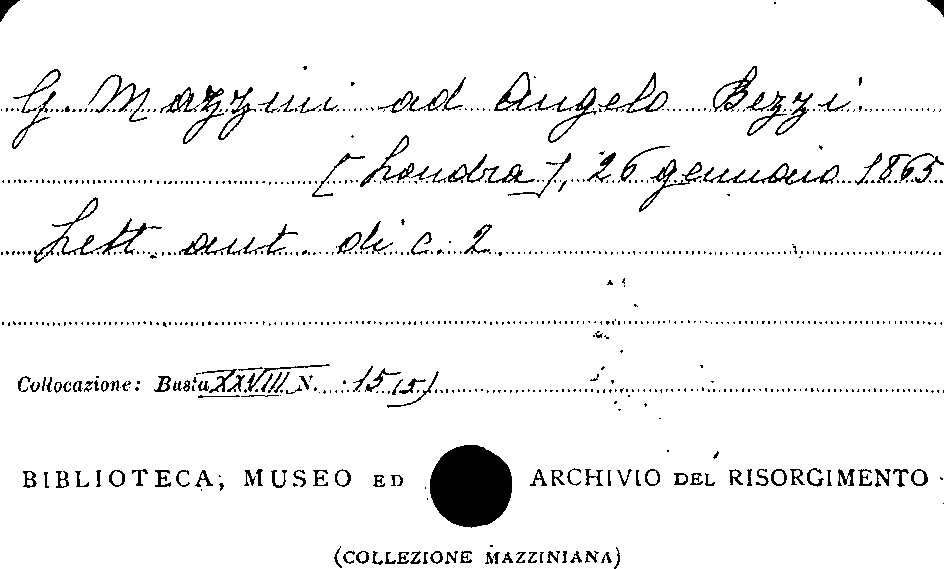 G. Mazzini ad Angelo Bezzi.
[Londra], 26 gennaio 1865
Lett. aut. di c. 2.
Collocazione: Busta XXVIII N. 15 (5)
BIBLIOTECA, MUSEO ED ARCHIVIO DEL RISORGIMENTO
(COLLEZIONE MAZZINIANA)